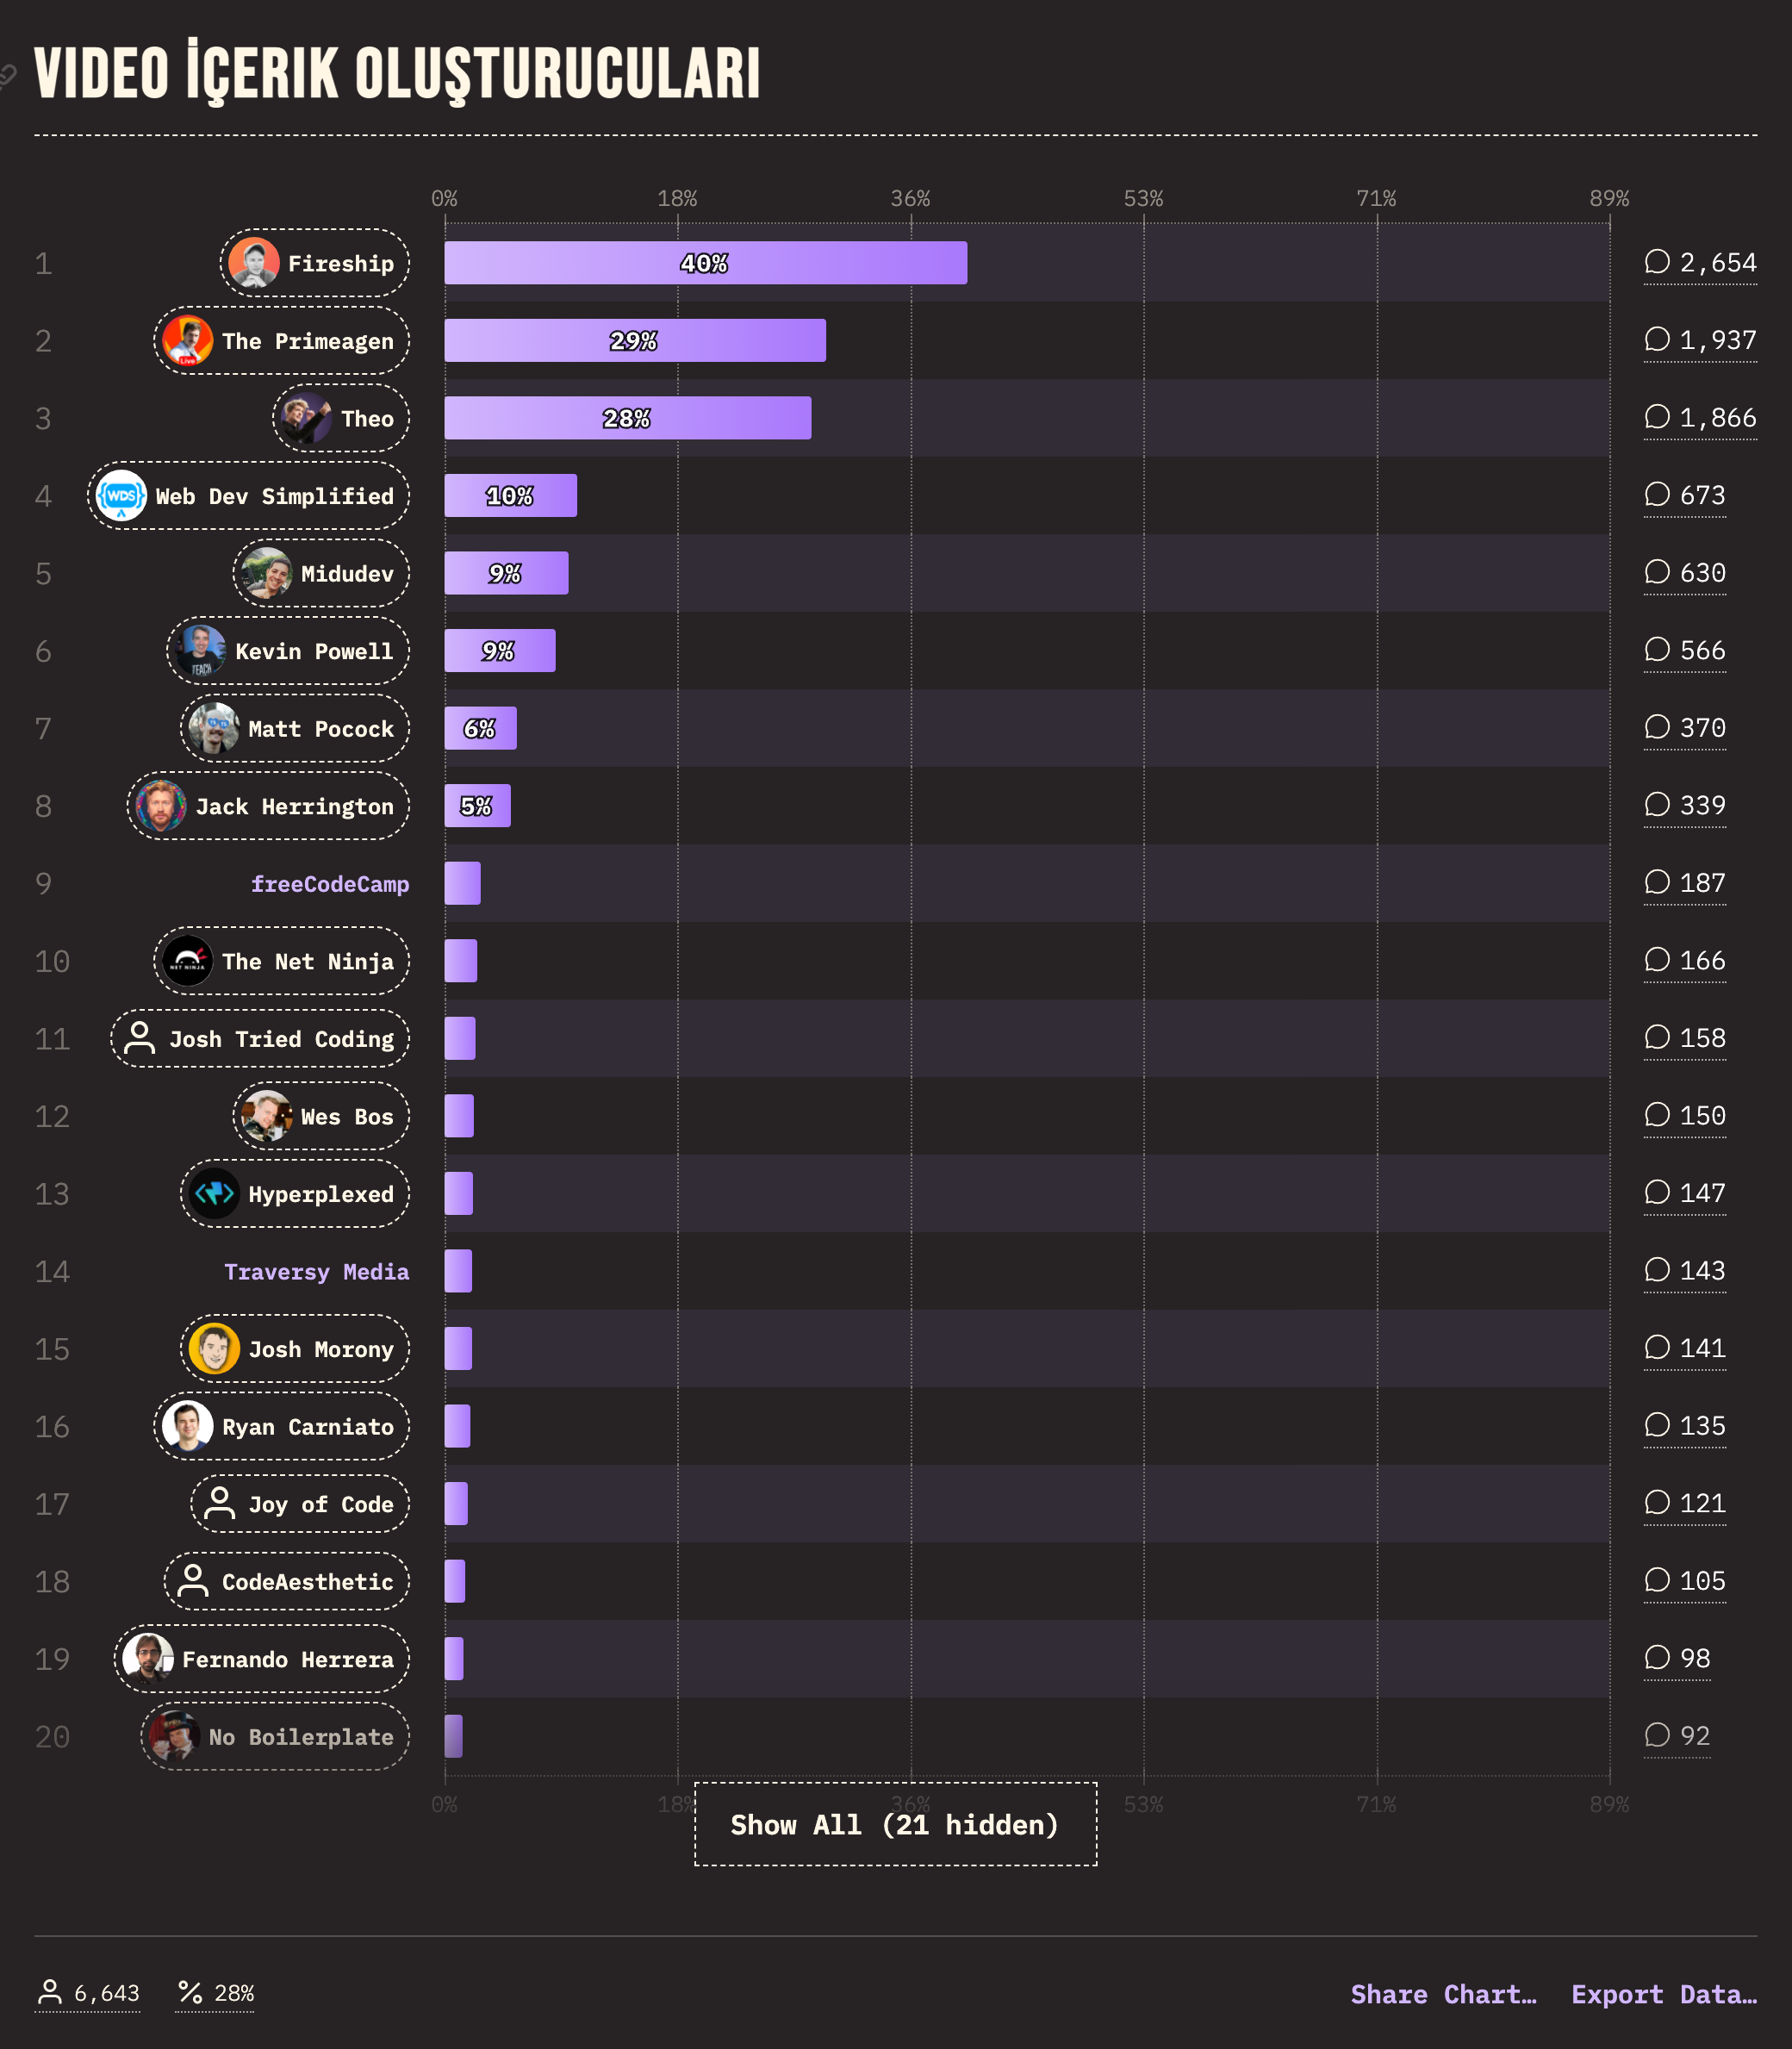 VIDEO İÇERIK OLUŞTURUCULARI
0% 18% 36% 53% 71% 89%
1 Fireship 40% 2,654
2 Live The Primeagen 29% 1,937
3 Theo 28% 1,866
4 {WDS} Web Dev Simplified 10% 673
5 Midudev 9% 630
6 TEACH Kevin Powell 9% 566
7 Matt Pocock 6% 370
8 Jack Herrington 5% 339
9 freeCodeCamp 187
10 NET NINJA The Net Ninja 166
11 Josh Tried Coding 158
12 Wes Bos 150
13 Hyperplexed 147
14 Traversy Media 143
15 Josh Morony 141
16 Ryan Carniato 135
17 Joy of Code 121
18 CodeAesthetic 105
19 Fernando Herrera 98
20 No Boilerplate 92
0% 18% 36% 53% 71% 89%
Show All (21 hidden)
6,643 % 28% Share Chart… Export Data…